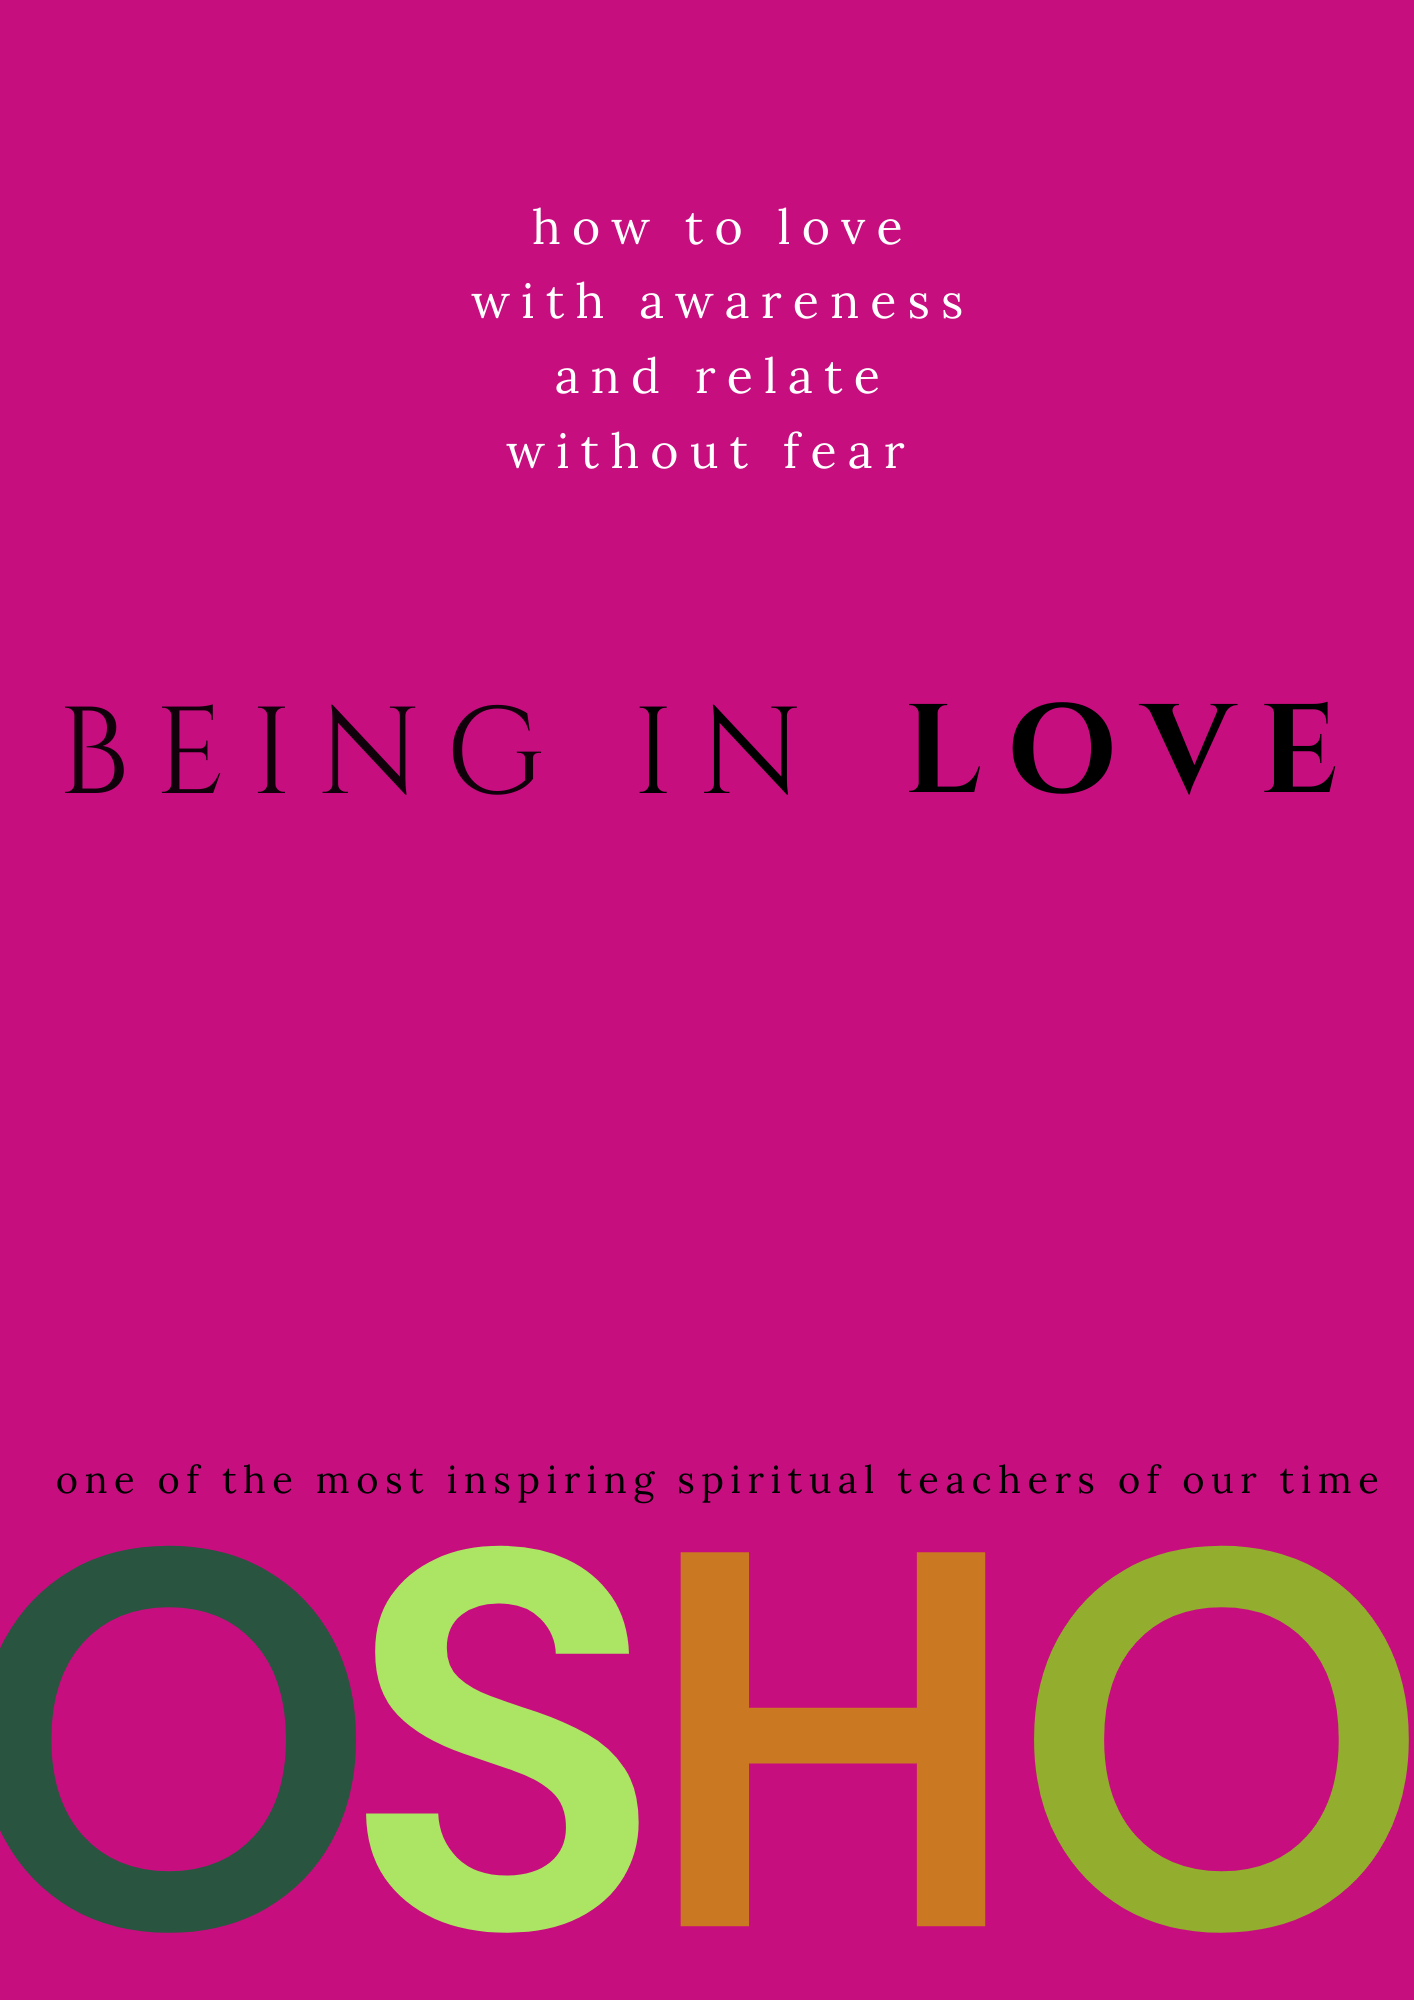 how to love
with awareness
and relate
without fear
BEING IN LOVE
one of the most inspiring spiritual teachers of our time
OSHO